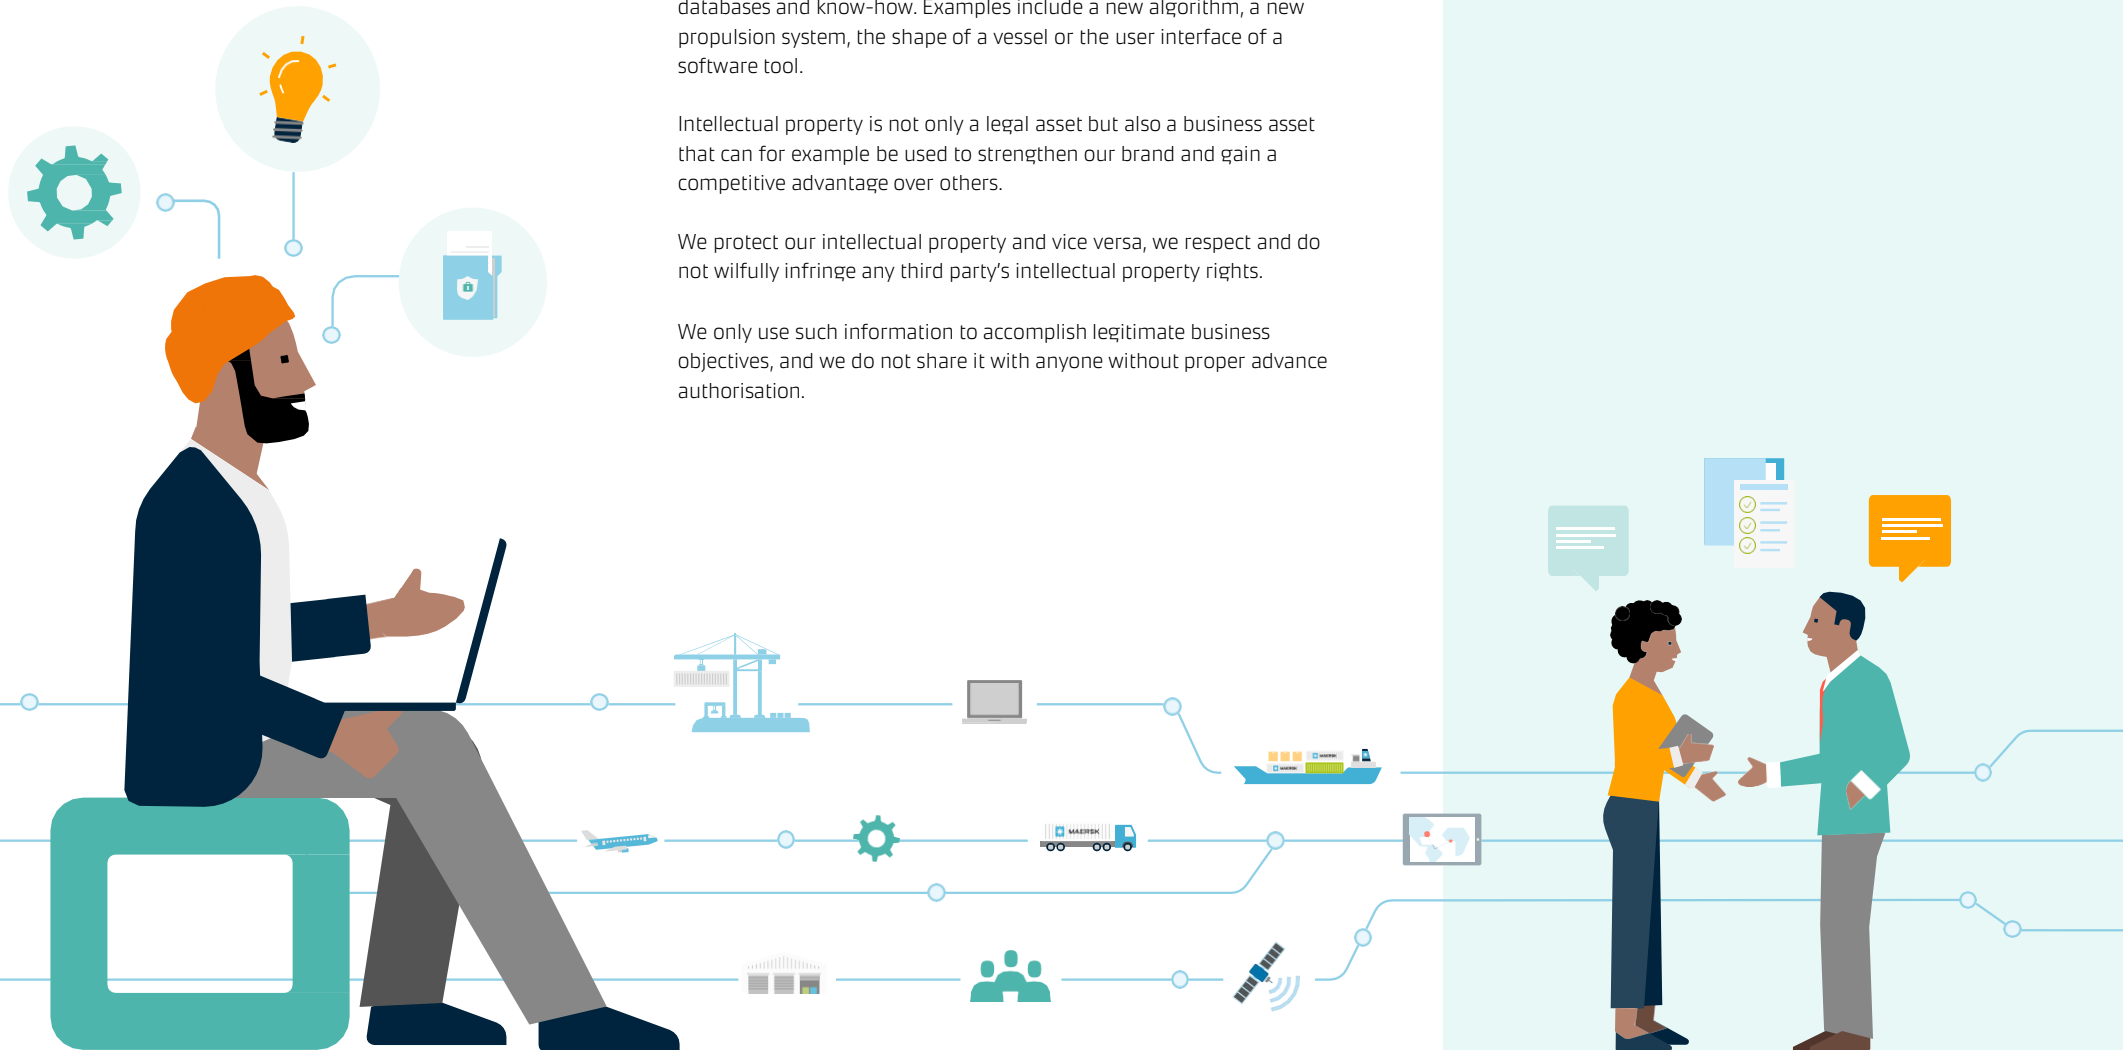 databases and know-how. Examples include a new algorithm, a new
propulsion system, the shape of a vessel or the user interface of a
software tool.
Intellectual property is not only a legal asset but also a business asset
that can for example be used to strengthen our brand and gain a
competitive advantage over others.
We protect our intellectual property and vice versa, we respect and do
not wilfully infringe any third party’s intellectual property rights.
We only use such information to accomplish legitimate business
objectives, and we do not share it with anyone without proper advance
authorisation.
MAERSK
MAERSK
MAERSK